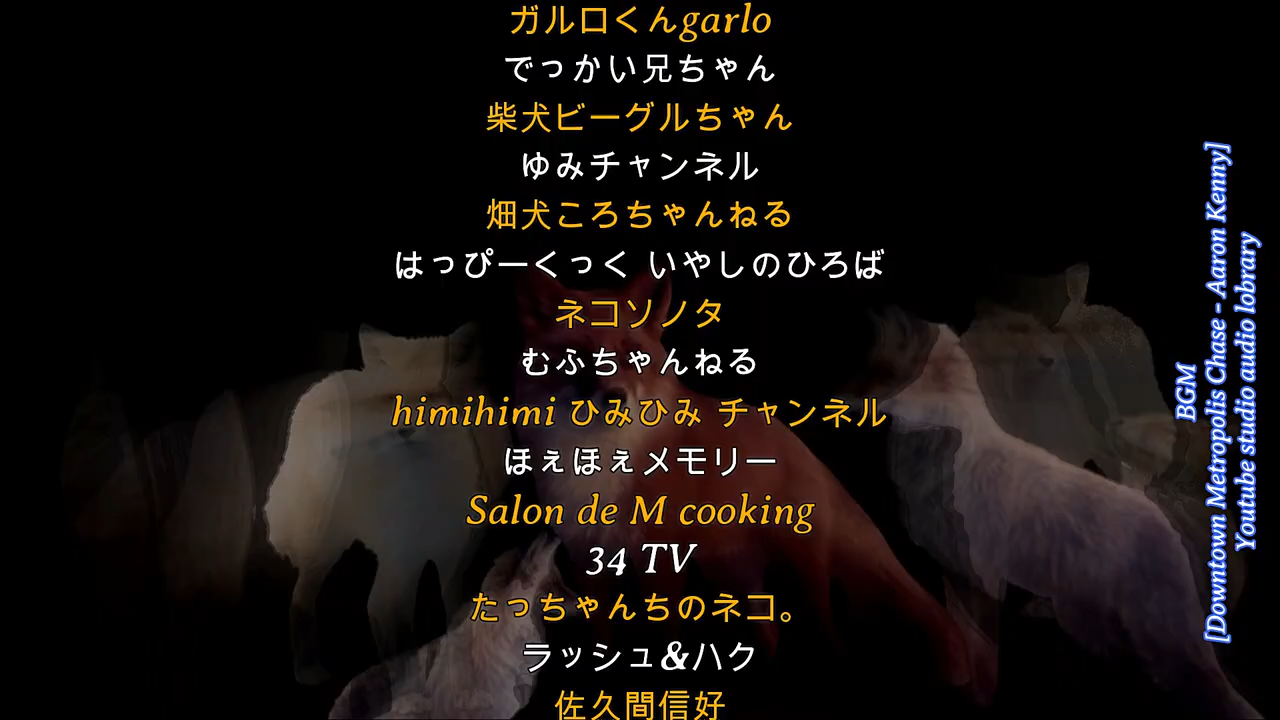 ガルロくんgarlo
でっかい兄ちゃん
柴犬ビーグルちゃん
ゆみチャンネル
畑犬ころちゃんねる
はっぴーくっく いやしのひろば
ネコソノタ
むふちゃんねる
himihimi ひみひみ チャンネル
ほぇほぇメモリー
Salon de M cooking
34 TV
たっちゃんちのネコ。
ラッシュ&ハク
佐久間信好
BGM
[Downtown Metropolis Chase - Aaron Kenny]
Youtube studio audio lobrary